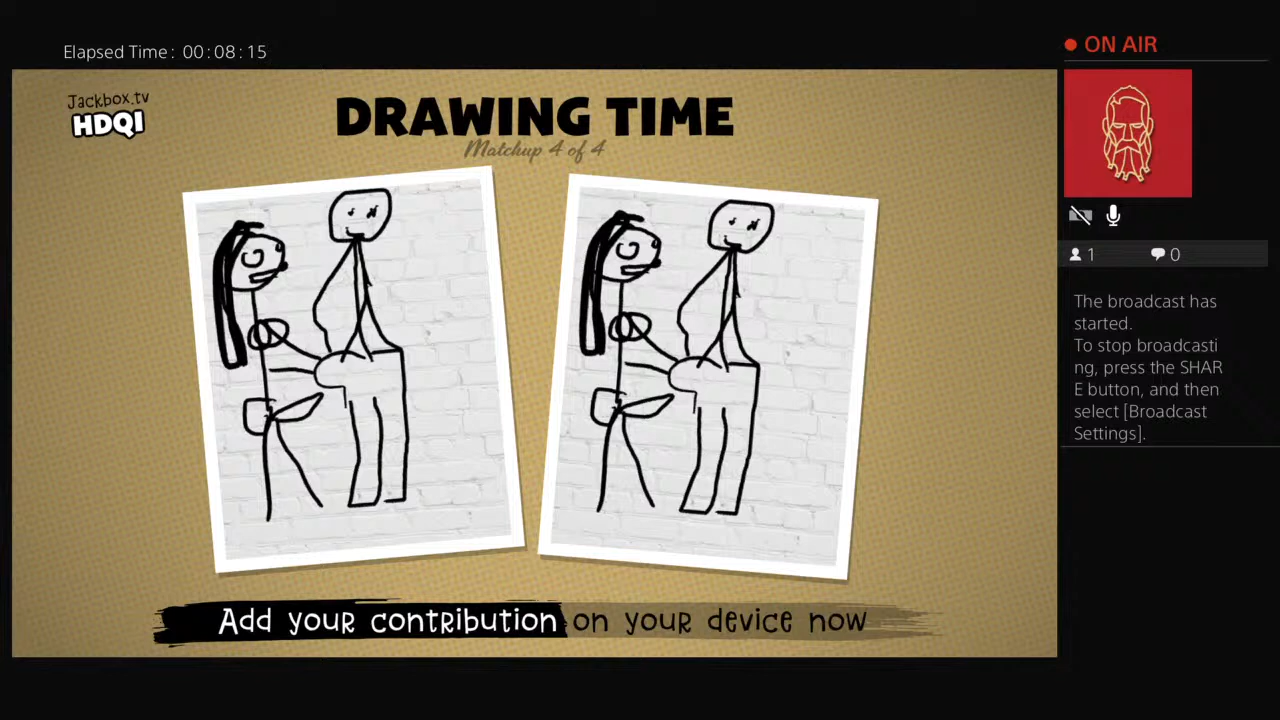 Elapsed Time: 00:08:15
ON AIR
Jackbox.tv
HDQI
DRAWING TIME
Matchup 4 of 4
1
0
The broadcast has
started.
To stop broadcasti
ng, press the SHAR
E button, and then
select [Broadcast
Settings].
Add your contribution on your device now